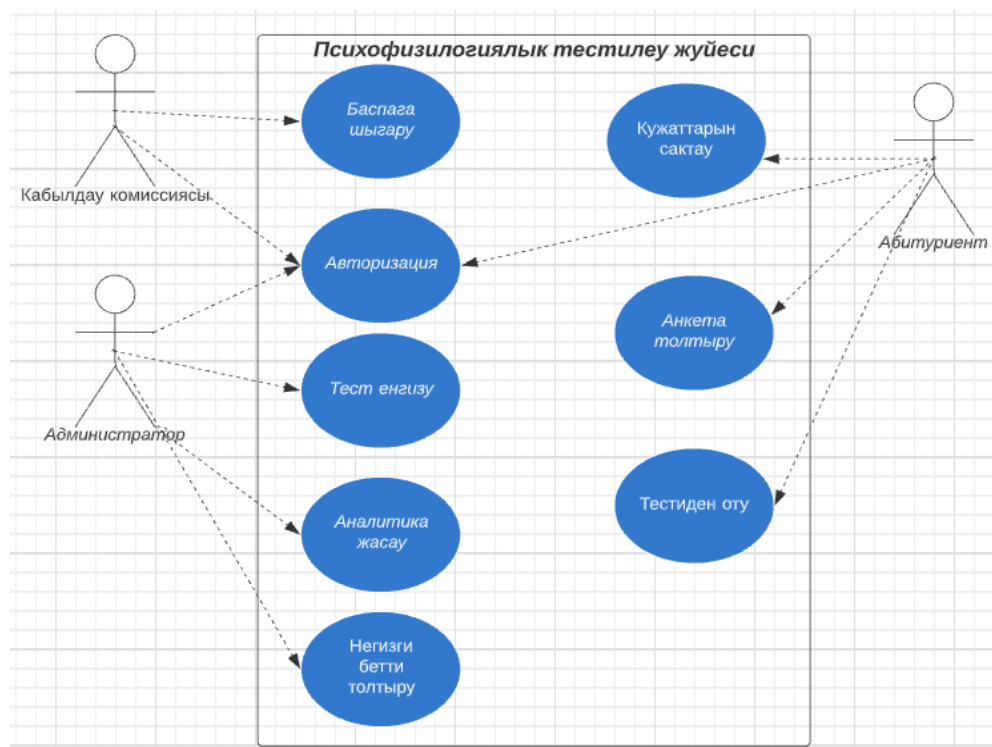 Психофизилогиялык тестилеу жуйеси
Баспага
шыгару
Кужаттарын
сактау
Кабылдау комиссиясы
Абитуриент
Авторизация
Анкета
толтыру
Тест енгизу
Администратор
Тестиден оту
Аналитика
жасау
Негизги
бетти
толтыру